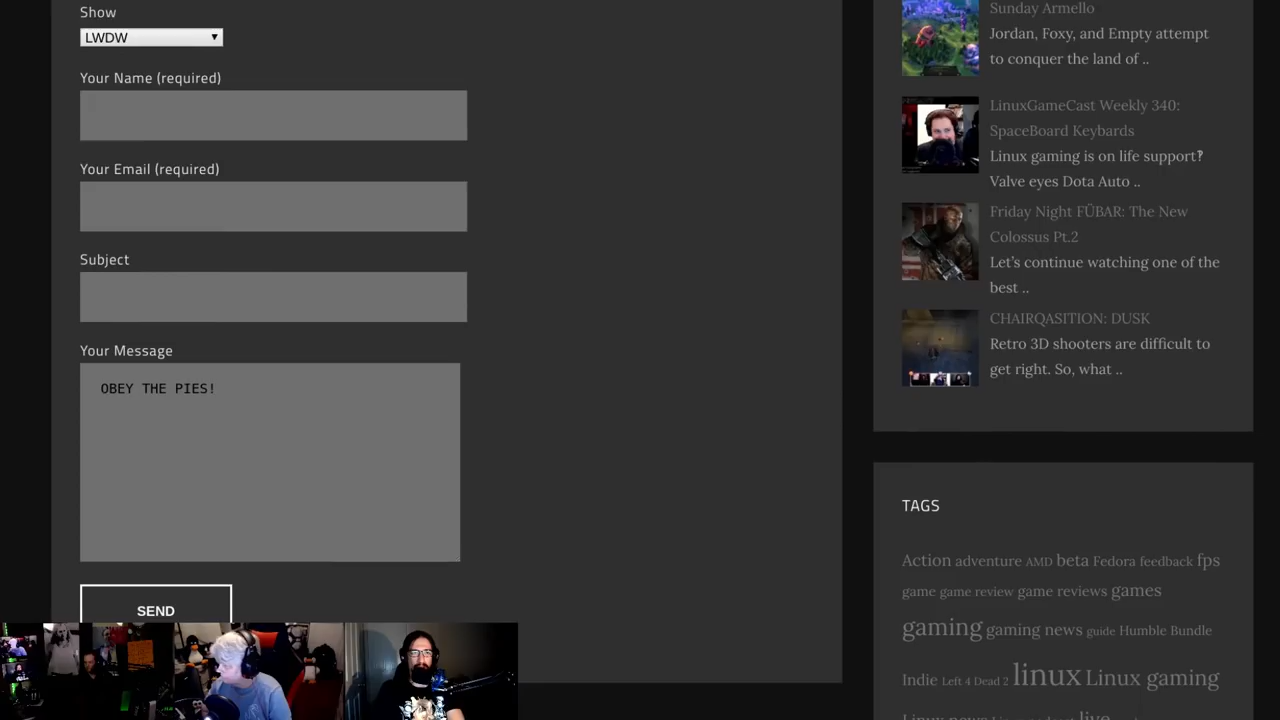 Show
LWDW
Your Name (required)
Your Email (required)
Subject
Your Message
OBEY THE PIES!
SEND
Sunday Armello
Jordan, Foxy, and Empty attempt
to conquer the land of ..
LinuxGameCast Weekly 340:
SpaceBoard Keybards
Linux gaming is on life support‽
Valve eyes Dota Auto ..
Friday Night FÜBAR: The New
Colossus Pt.2
Let’s continue watching one of the
best ..
CHAIRQASITION: DUSK
Retro 3D shooters are difficult to
get right. So, what ..
TAGS
Action adventure AMD beta Fedora feedback fps
game game review game reviews games
gaming gaming news guide Humble Bundle
Indie Left 4 Dead 2 linux Linux gaming
Linux news Linux podcast live